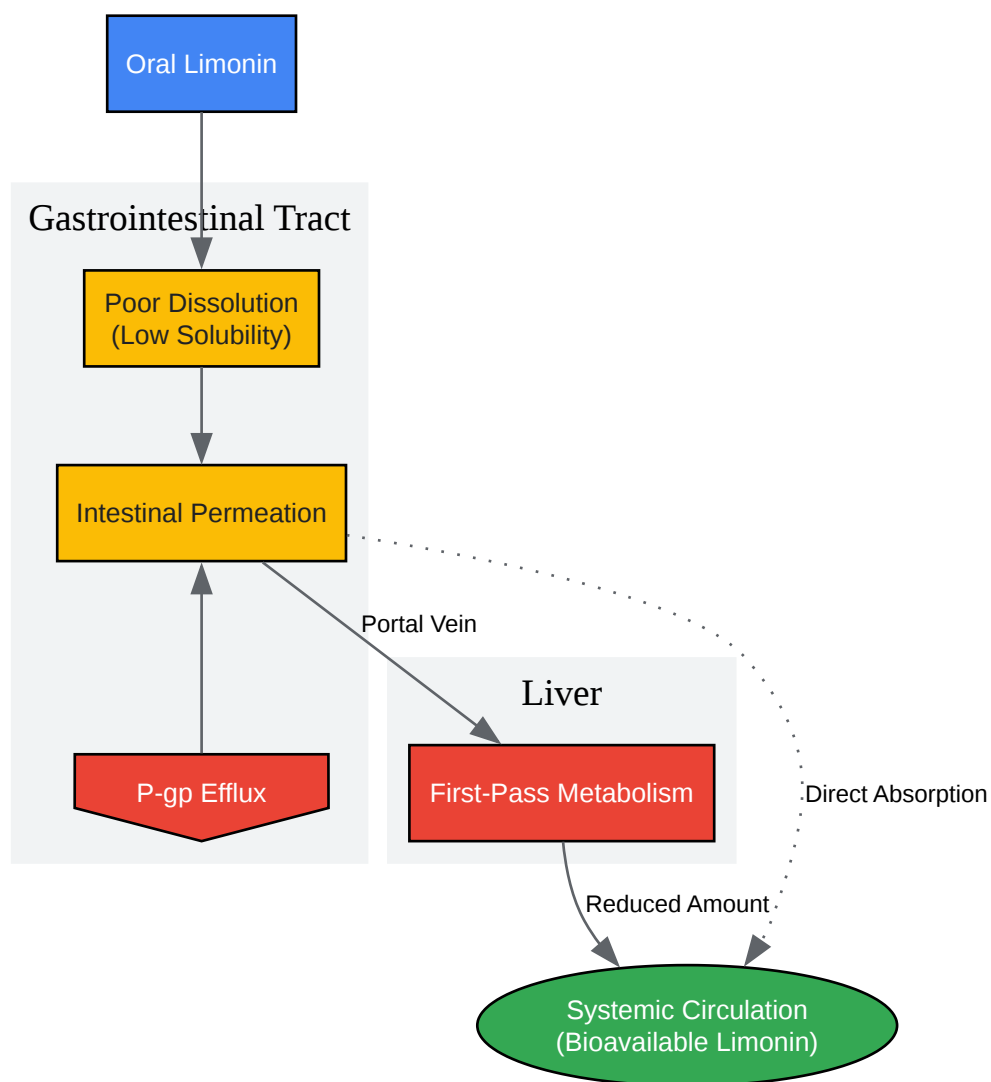 Oral Limonin
Gastrointestinal Tract
Poor Dissolution
(Low Solubility)
Intestinal Permeation
Portal Vein
Liver
P-gp Efflux
First-Pass Metabolism
Direct Absorption
Reduced Amount
Systemic Circulation
(Bioavailable Limonin)